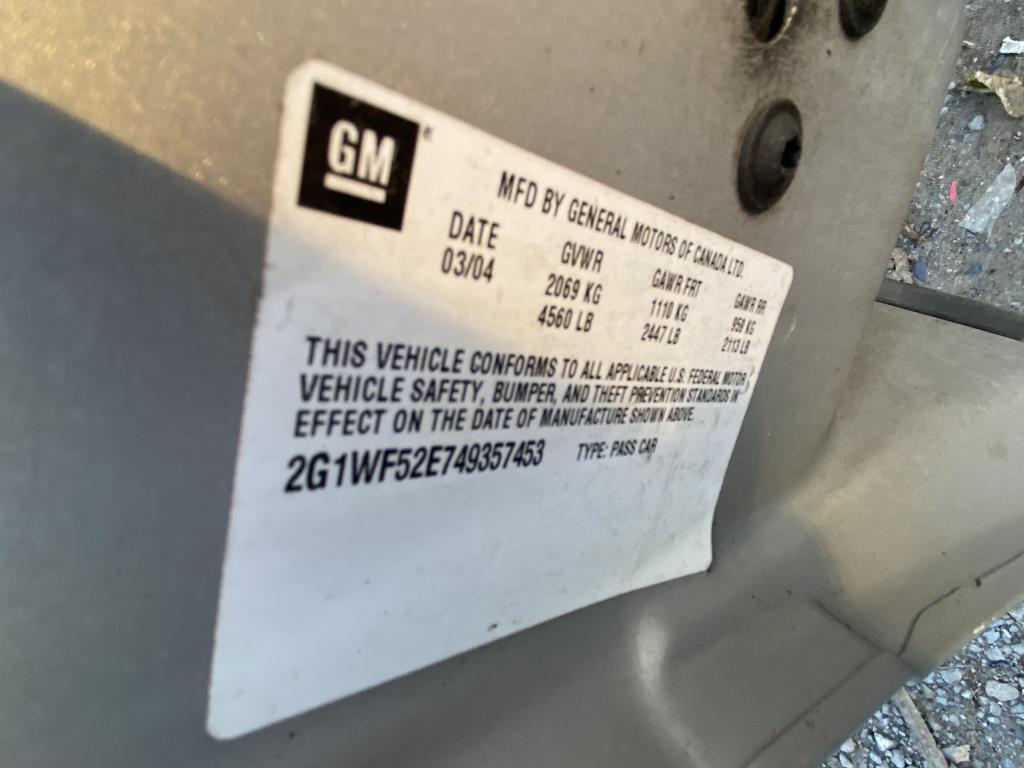 GM®
MFD BY GENERAL MOTORS OF CANADA LTD.
DATE GVWR GAWR FRT GAWR RR
03/04 2069 KG 1110 KG 958 KG
4560 LB 2447 LB 2113 LB
THIS VEHICLE CONFORMS TO ALL APPLICABLE U.S. FEDERAL MOTOR
VEHICLE SAFETY, BUMPER, AND THEFT PREVENTION STANDARDS IN
EFFECT ON THE DATE OF MANUFACTURE SHOWN ABOVE.
2G1WF52E749357453 TYPE: PASS CAR